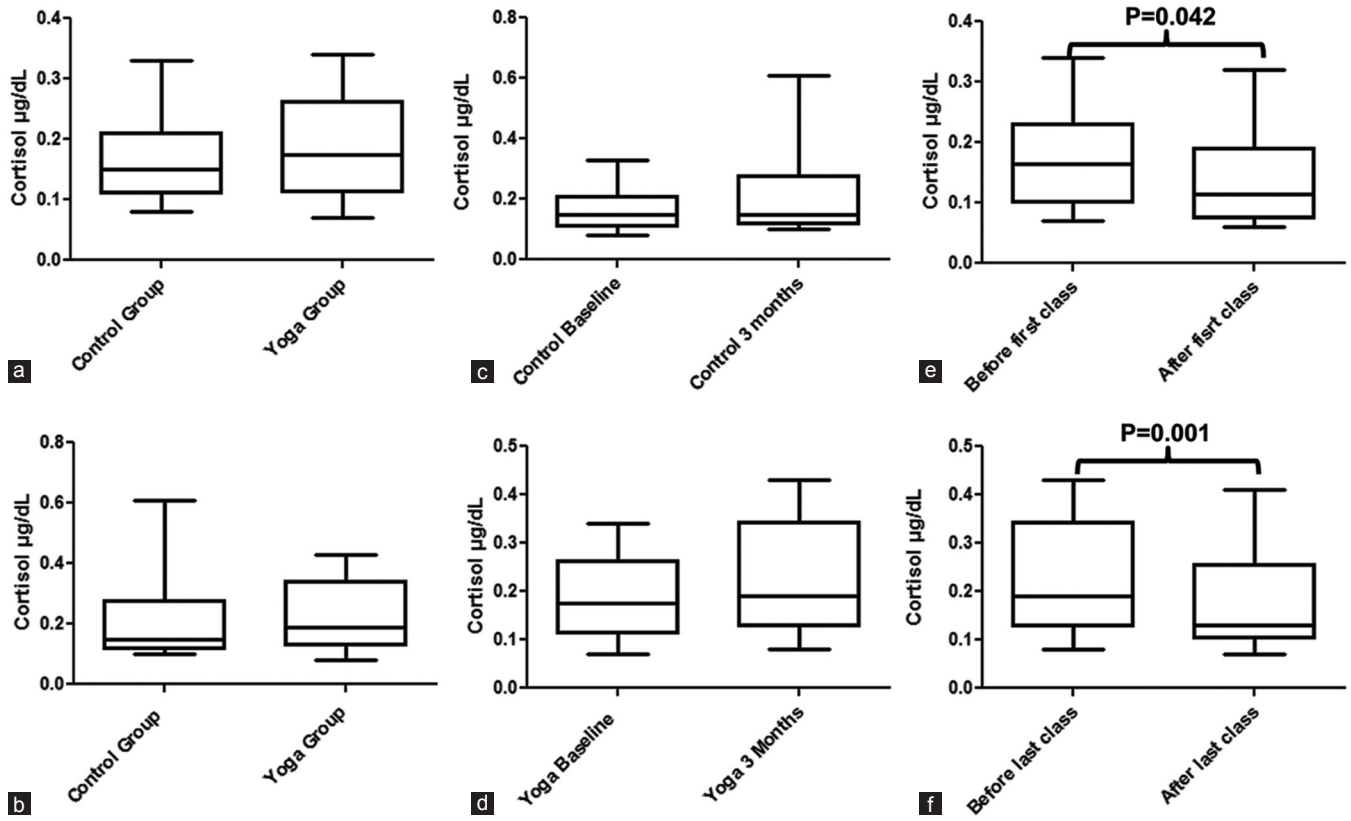 0.4
0.3
0.2
0.1
0.0
Cortisol µg/dL
Control Group
Yoga Group
a
0.8
0.6
0.4
0.2
0.0
Cortisol µg/dL
Control Baseline
Control 3 months
c
P=0.042
0.4
0.3
0.2
0.1
0.0
Cortisol µg/dL
Before first class
After fisrt class
e
0.8
0.6
0.4
0.2
0.0
Cortisol µg/dL
Control Group
Yoga Group
b
0.5
0.4
0.3
0.2
0.1
0.0
Cortisol µg/dL
Yoga Baseline
Yoga 3 Months
d
P=0.001
0.5
0.4
0.3
0.2
0.1
0.0
Cortisol µg/dL
Before last class
After last class
f